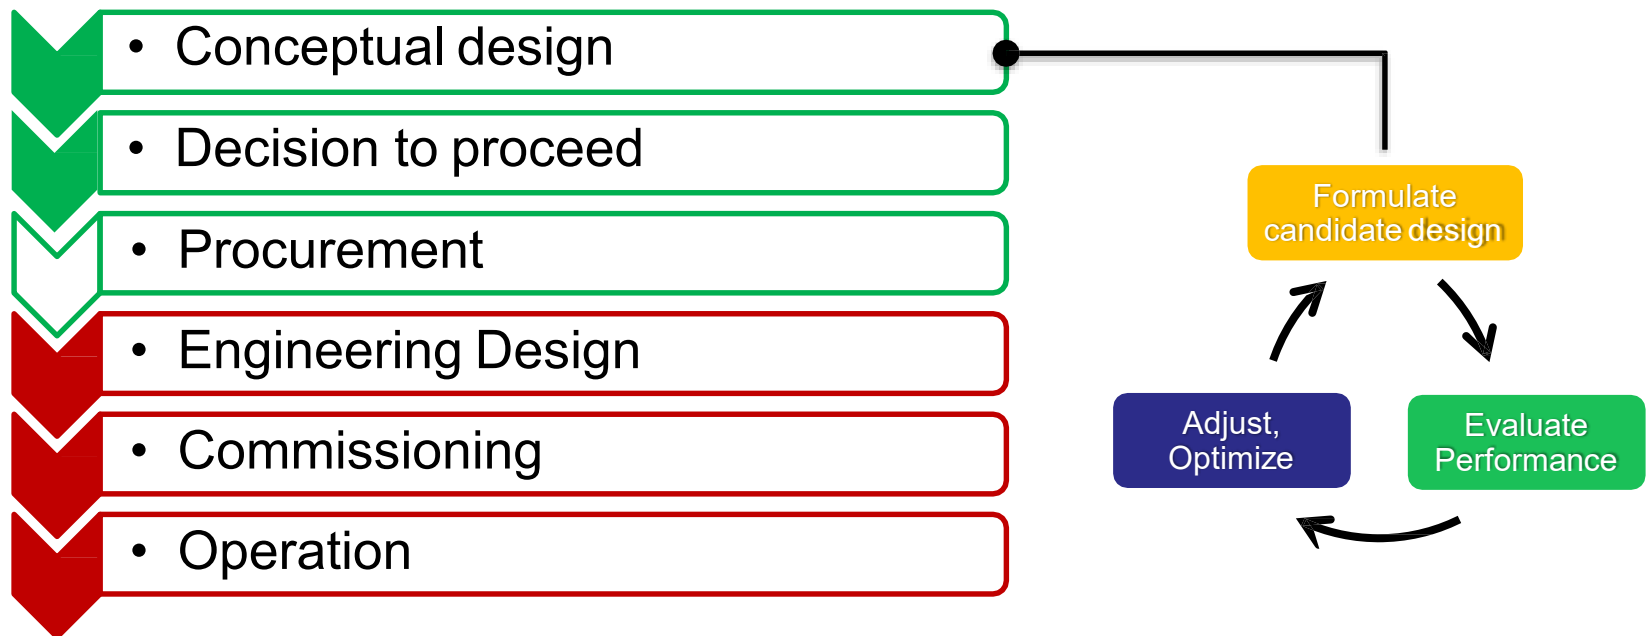 • Conceptual design
• Decision to proceed
• Procurement
• Engineering Design
• Commissioning
• Operation
Formulate
candidate design
Adjust,
Optimize
Evaluate
Performance